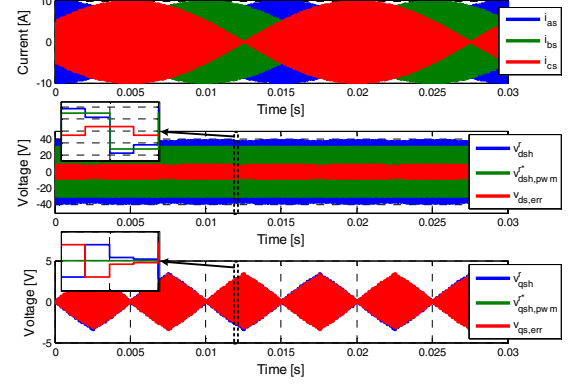 Current [A]
10
0
-10
0 0.005 0.01 0.015 0.02 0.025 0.03
Time [s]
i_as
i_bs
i_cs
Voltage [V]
40
20
0
-20
-40
0 0.005 0.01 0.015 0.02 0.025 0.03
Time [s]
v^r_dsh
v^r*_dsh,pwm
v_ds,err
Voltage [V]
5
0
-5
0 0.005 0.01 0.015 0.02 0.025 0.03
Time [s]
v^r_qsh
v^r*_qsh,pwm
v_qs,err